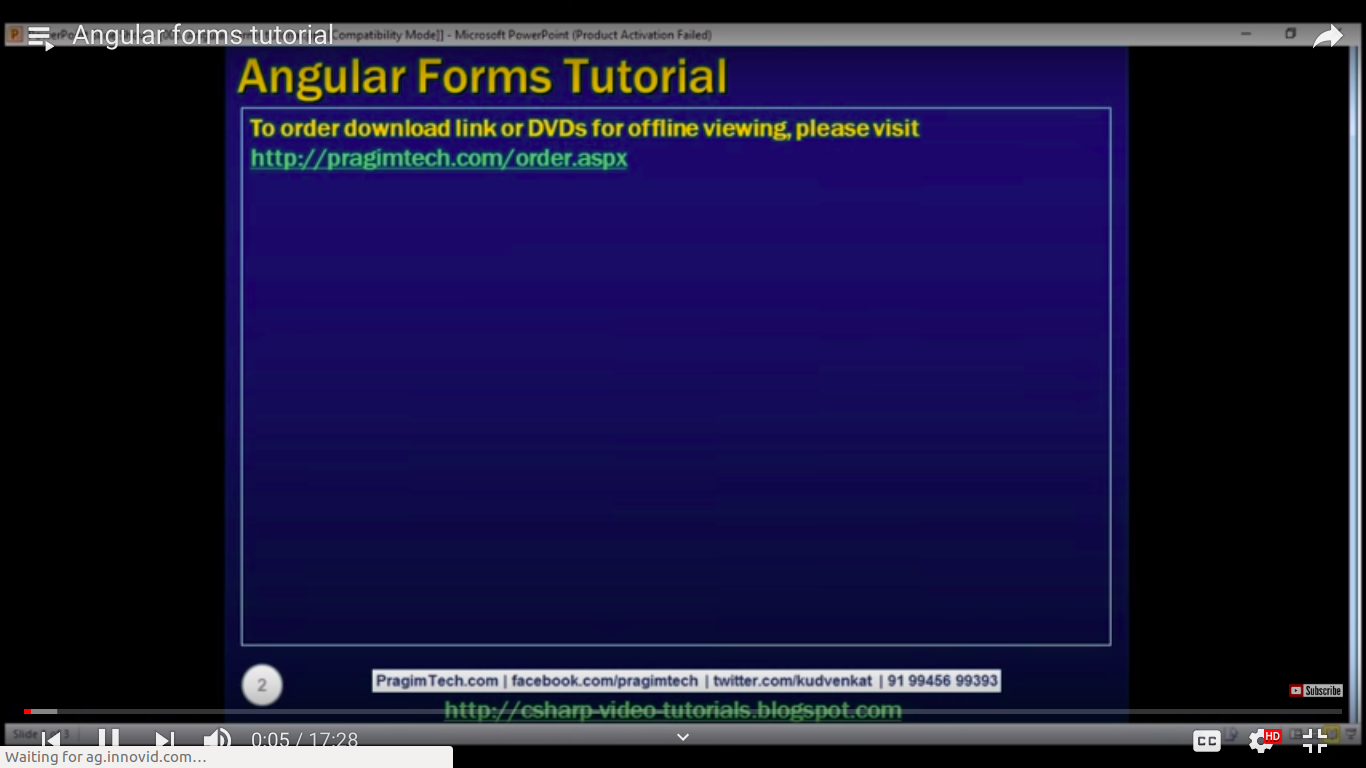 Angular forms tutorial
Compatibility Mode]] - Microsoft PowerPoint (Product Activation Failed)
Angular Forms Tutorial
To order download link or DVDs for offline viewing, please visit
http://pragimtech.com/order.aspx
2
PragimTech.com | facebook.com/pragimtech | twitter.com/kudvenkat | 91 99456 99393
Subscribe
http://csharp-video-tutorials.blogspot.com
Slide
0:05 / 17:28
CC
HD
Waiting for ag.innovid.com…